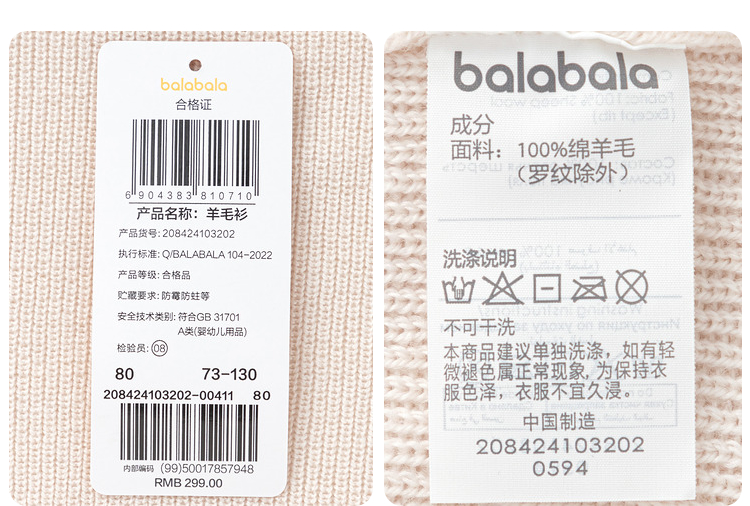 balabala
合格证
6 904383 810710
产品名称：羊毛衫
产品货号: 208424103202
执行标准: Q/BALABALA 104-2022
产品等级: 合格品
贮藏要求: 防霉防蛀等
安全技术类别: 符合GB 31701
A类(婴幼儿用品)
检验员: 08
80 73-130
208424103202-00411 80
内部编码 (99)50017857948
RMB 299.00
balabala
成分
面料： 100%绵羊毛
（罗纹除外）
洗涤说明
不可干洗
本商品建议单独洗涤，如有轻
微褪色属正常现象, 为保持衣
服色泽，衣服不宜久浸。
中国制造
208424103202
0594